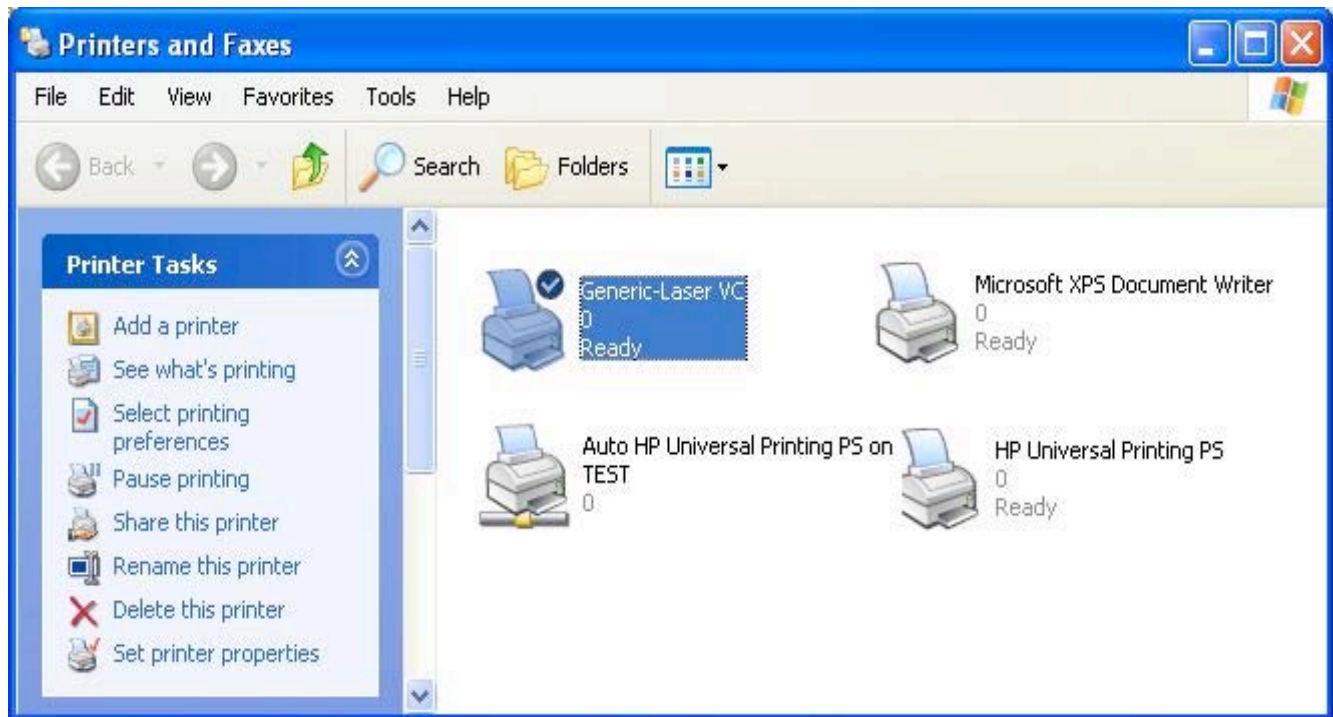 Printers and Faxes
File Edit View Favorites Tools Help
Back Search Folders
Printer Tasks
Add a printer
See what's printing
Select printing
preferences
Pause printing
Share this printer
Rename this printer
Delete this printer
Set printer properties
Generic-Laser VC
0
Ready
Microsoft XPS Document Writer
0
Ready
Auto HP Universal Printing PS on
TEST
0
HP Universal Printing PS
0
Ready